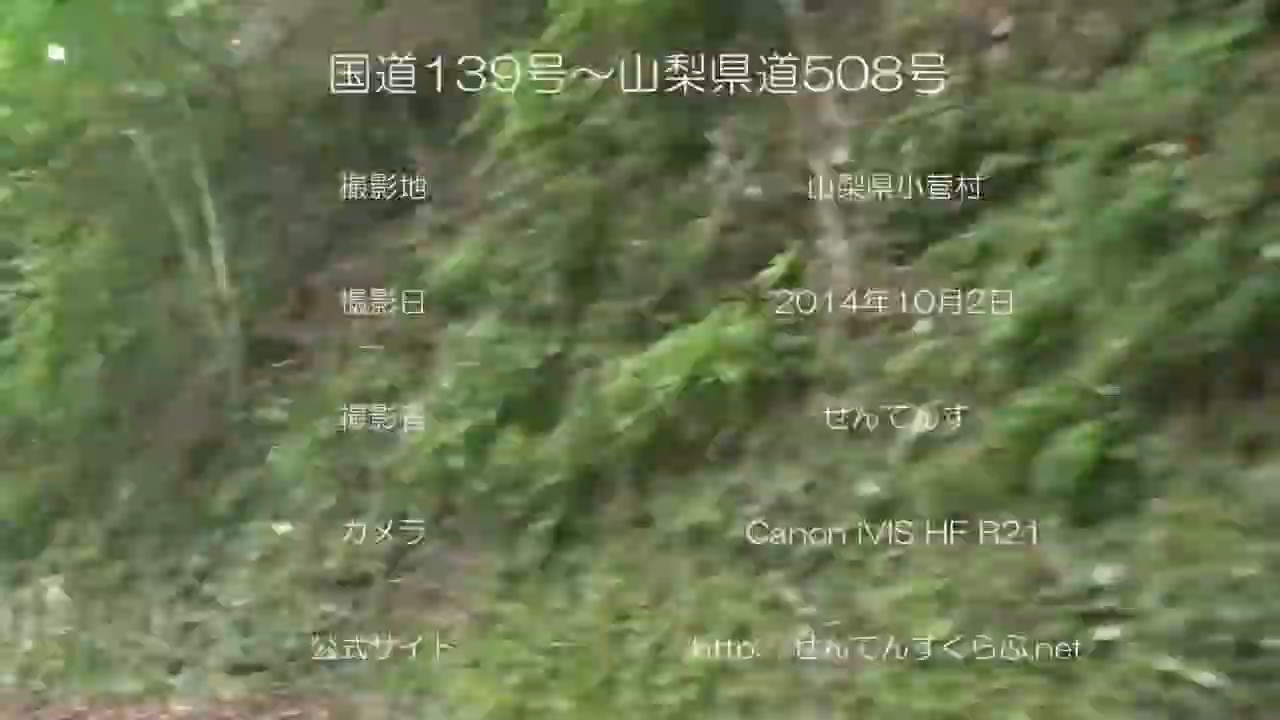 国道139号～山梨県道508号
撮影地 山梨県小菅村
撮影日 2014年10月2日
撮影者 せんてんす
カメラ Canon iVIS HF R21
公式サイト http://せんてんすくらぶ.net